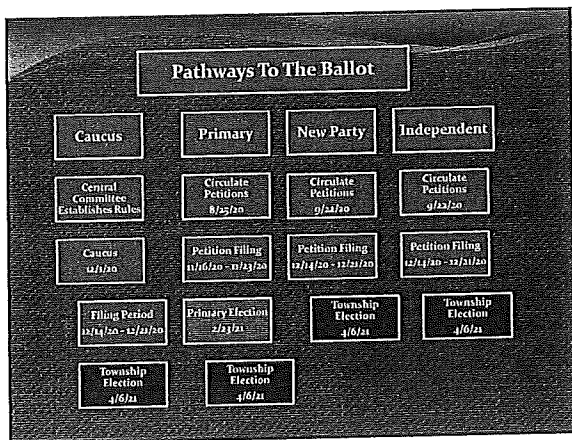 Pathways To The Ballot
Caucus
Primary
New Party
Independent
Central
Committee
Establishes Rules
Circulate
Petitions
8/25/20
Circulate
Petitions
9/22/20
Circulate
Petitions
9/22/20
Caucus
12/1/20
Petition Filing
11/16/20 - 11/23/20
Petition Filing
12/14/20 - 12/21/20
Petition Filing
12/14/20 - 12/21/20
Filing Period
12/14/20 - 12/21/20
Primary Election
2/23/21
Township
Election
4/6/21
Township
Election
4/6/21
Township
Election
4/6/21
Township
Election
4/6/21